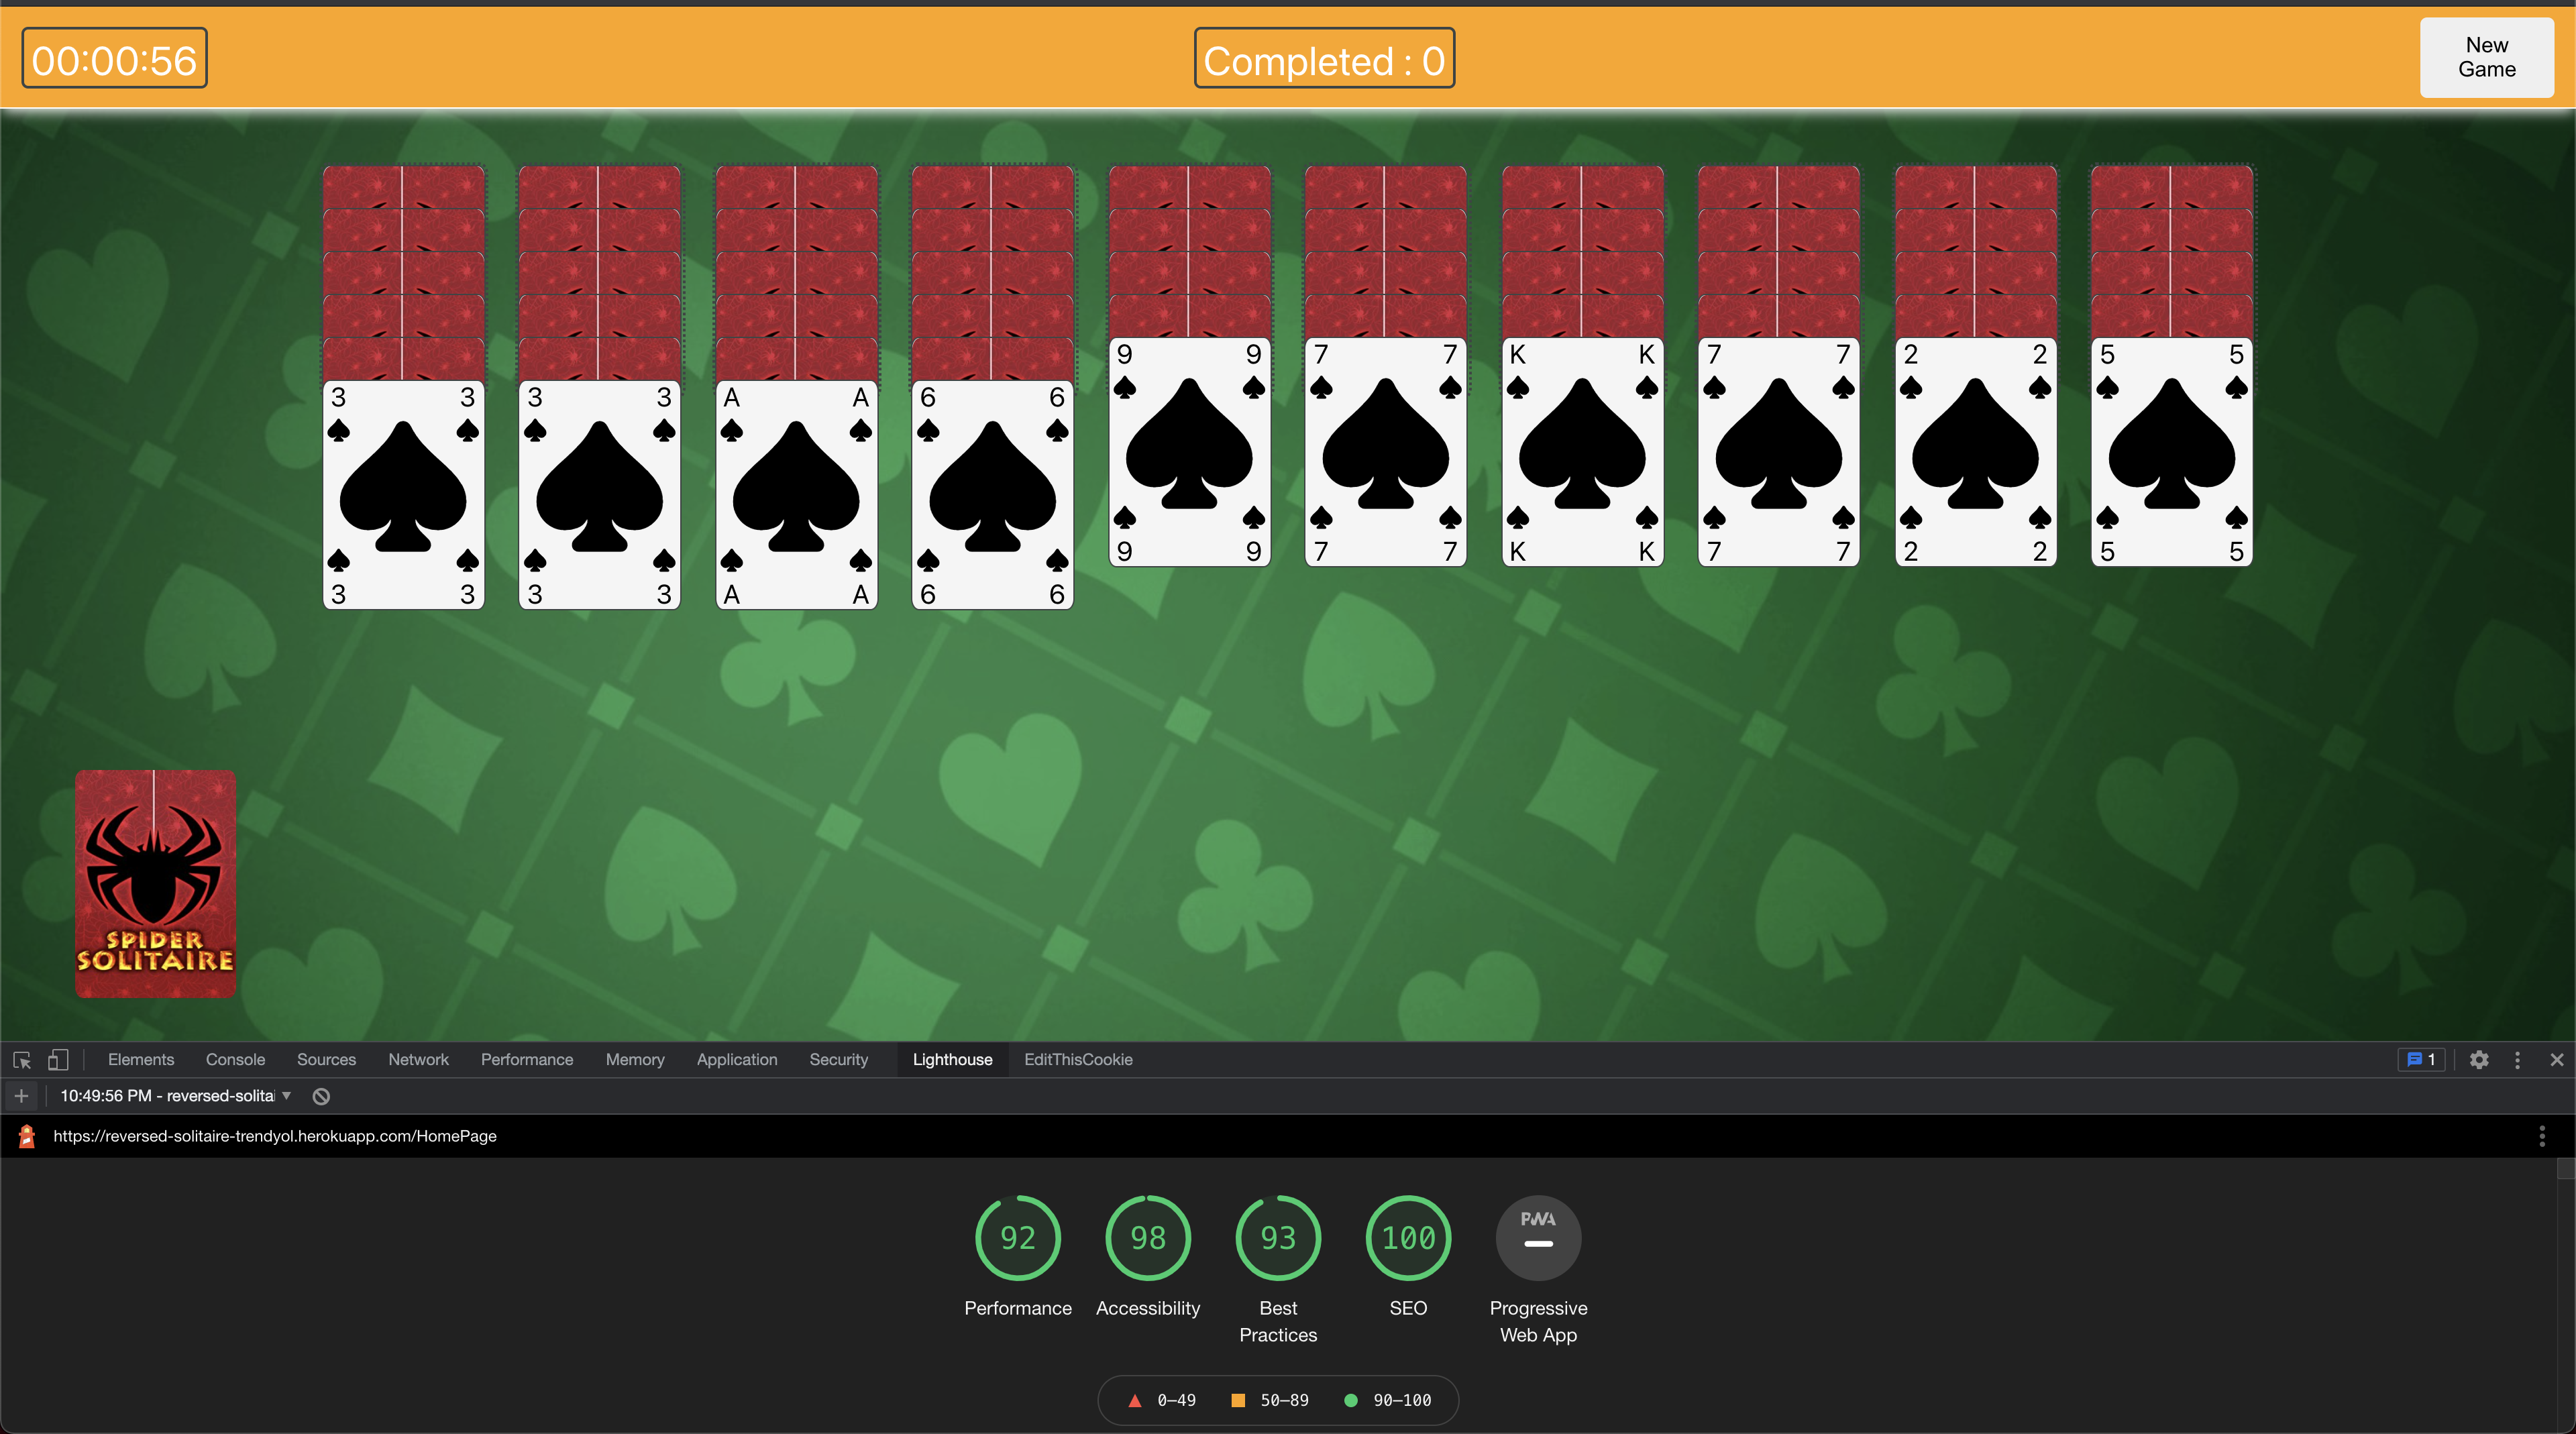 00:00:56
Completed : 0
New
Game
9 9 7 7 K K 7 7 2 2 5 5
3 3 3 3 A A 6 6
9 9 7 7 K K 7 7 2 2 5 5
3 3 3 3 A A 6 6
SPIDER
SOLITAIRE
Elements Console Sources Network Performance Memory Application Security Lighthouse EditThisCookie 1
10:49:56 PM - reversed-solitai
https://reversed-solitaire-trendyol.herokuapp.com/HomePage
92 98 93 100 PWA
Performance Accessibility Best SEO Progressive
Practices Web App
0–49 50–89 90–100